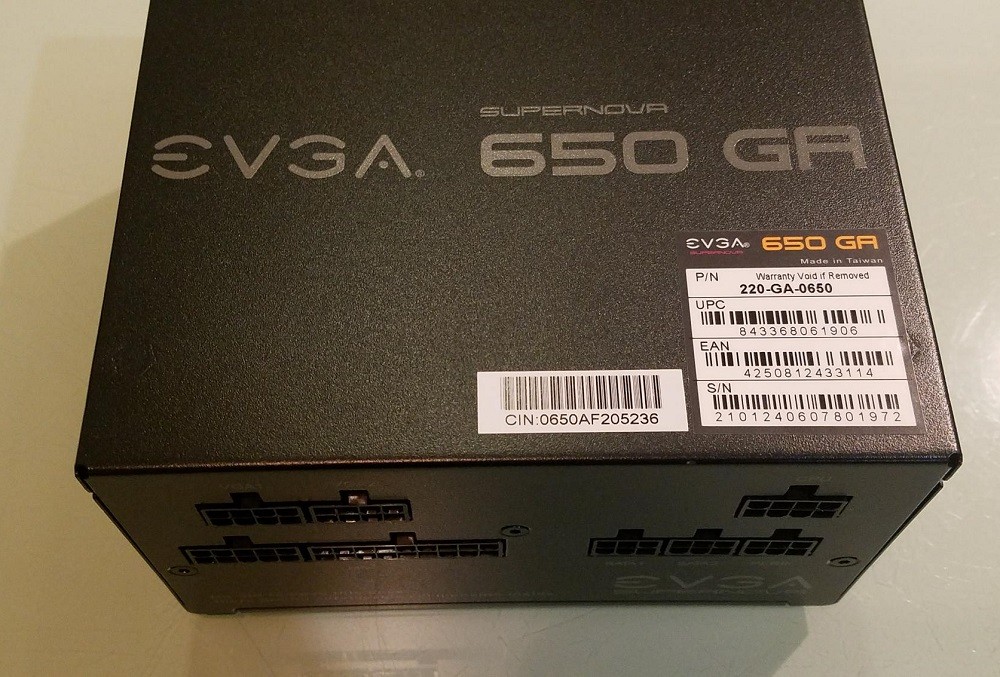 SUPERNOVA
EVGA® 650 GA
EVGA® 650 GA
SUPERNOVA
Made in Taiwan
P/N Warranty Void if Removed
220-GA-0650
UPC
843368061906
EAN
4250812433114
S/N
2101240607801972
CIN:0650AF205236
EVGA
SUPERNOVA